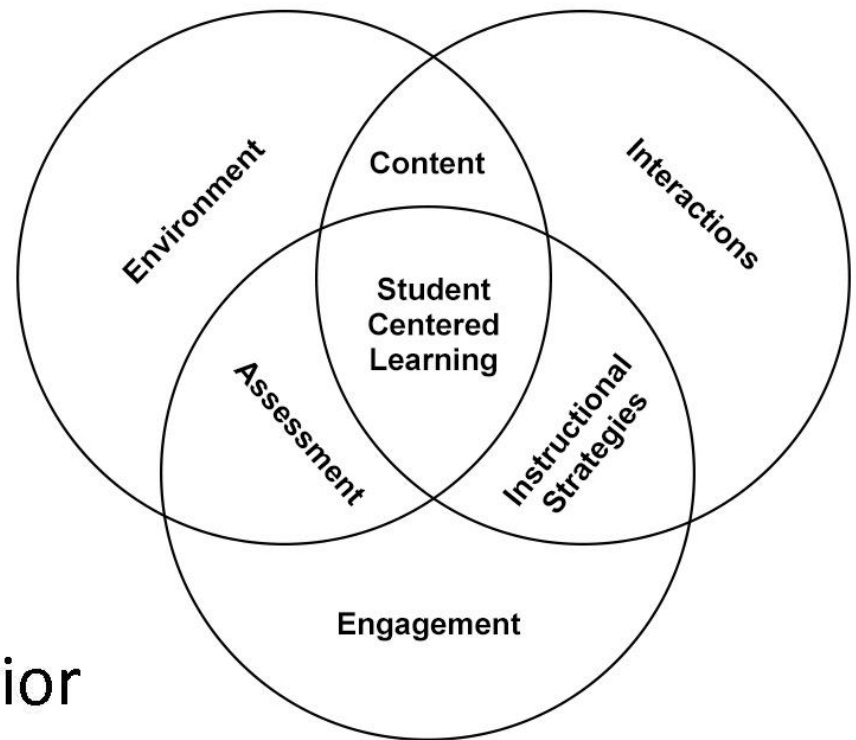 Content
Environment
Interactions
Student
Centered
Learning
Assessment
Instructional
Strategies
Engagement
ior